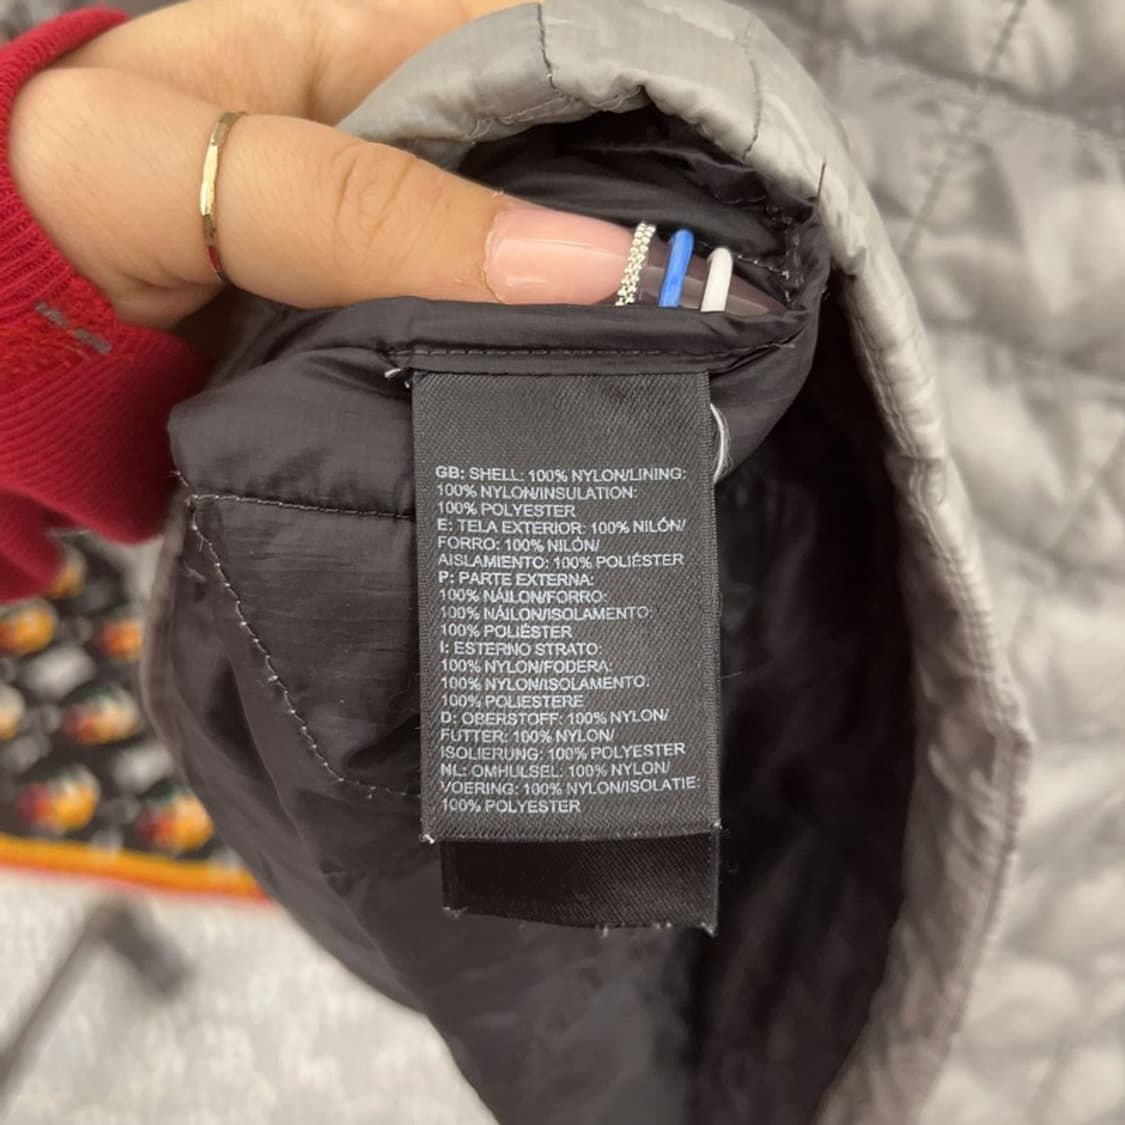 GB: SHELL: 100% NYLON/LINING:
100% NYLON/INSULATION:
100% POLYESTER
E: TELA EXTERIOR: 100% NILÓN/
FORRO: 100% NILÓN/
AISLAMIENTO: 100% POLIÉSTER
P: PARTE EXTERNA:
100% NÁILON/FORRO:
100% NÁILON/ISOLAMENTO:
100% POLIÉSTER
I: ESTERNO STRATO:
100% NYLON/FODERA:
100% NYLON/ISOLAMENTO:
100% POLIESTERE
D: OBERSTOFF: 100% NYLON/
FUTTER: 100% NYLON/
ISOLIERUNG: 100% POLYESTER
NL: OMHULSEL: 100% NYLON/
VOERING: 100% NYLON/ISOLATIE:
100% POLYESTER